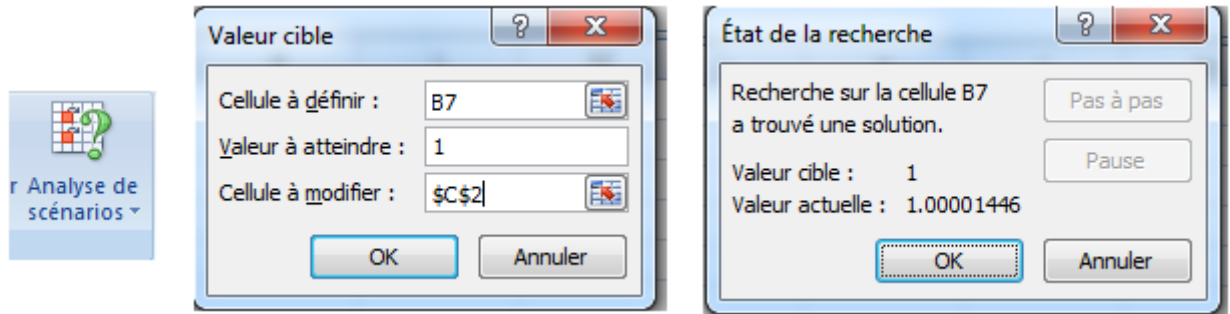 r Analyse de
scénarios
Valeur cible
Cellule à définir :
B7
Valeur à atteindre :
1
Cellule à modifier :
$C$2
OK
Annuler
État de la recherche
Recherche sur la cellule B7
a trouvé une solution.
Valeur cible : 1
Valeur actuelle : 1.00001446
Pas à pas
Pause
OK
Annuler